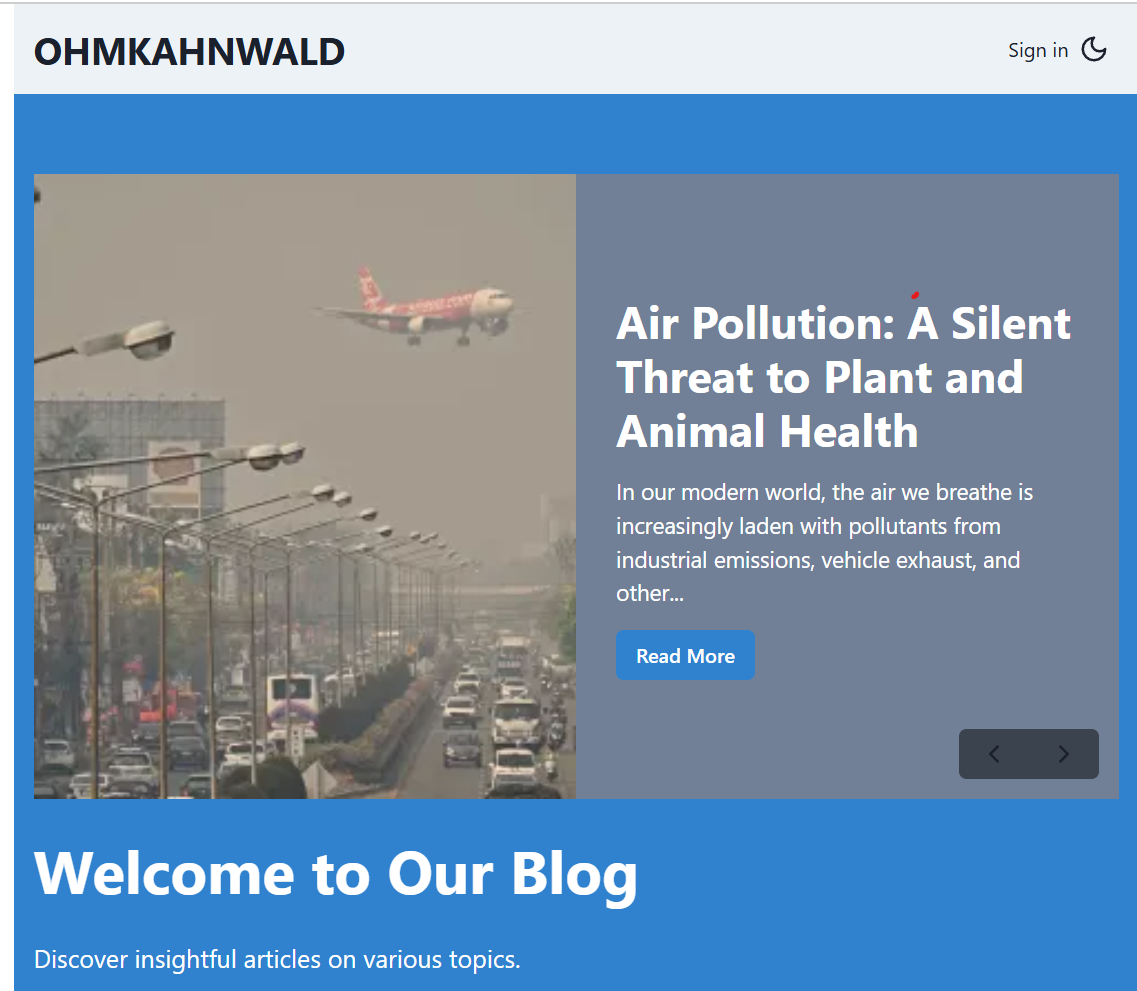 OHMKAHNWALD
Sign in
Air Pollution: A Silent
Threat to Plant and
Animal Health
In our modern world, the air we breathe is
increasingly laden with pollutants from
industrial emissions, vehicle exhaust, and
other...
Read More
Welcome to Our Blog
Discover insightful articles on various topics.